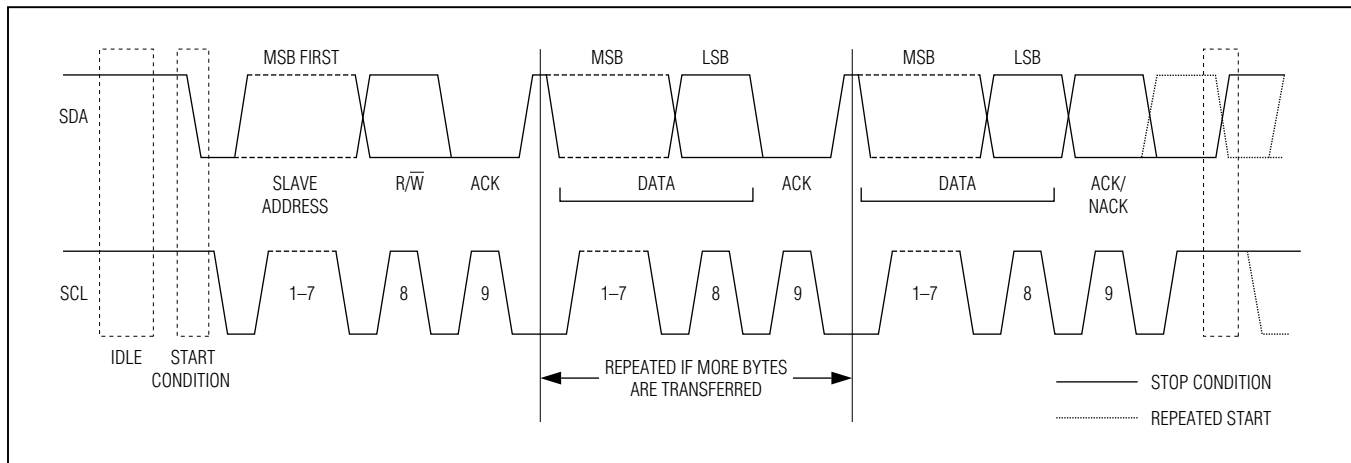 MSB FIRST
MSB
LSB
MSB
LSB
SDA
SLAVE
ADDRESS
R/W̅
ACK
DATA
ACK
DATA
ACK/
NACK
SCL
1–7
8
9
1–7
8
9
1–7
8
9
IDLE
START
CONDITION
REPEATED IF MORE BYTES
ARE TRANSFERRED
STOP CONDITION
REPEATED START